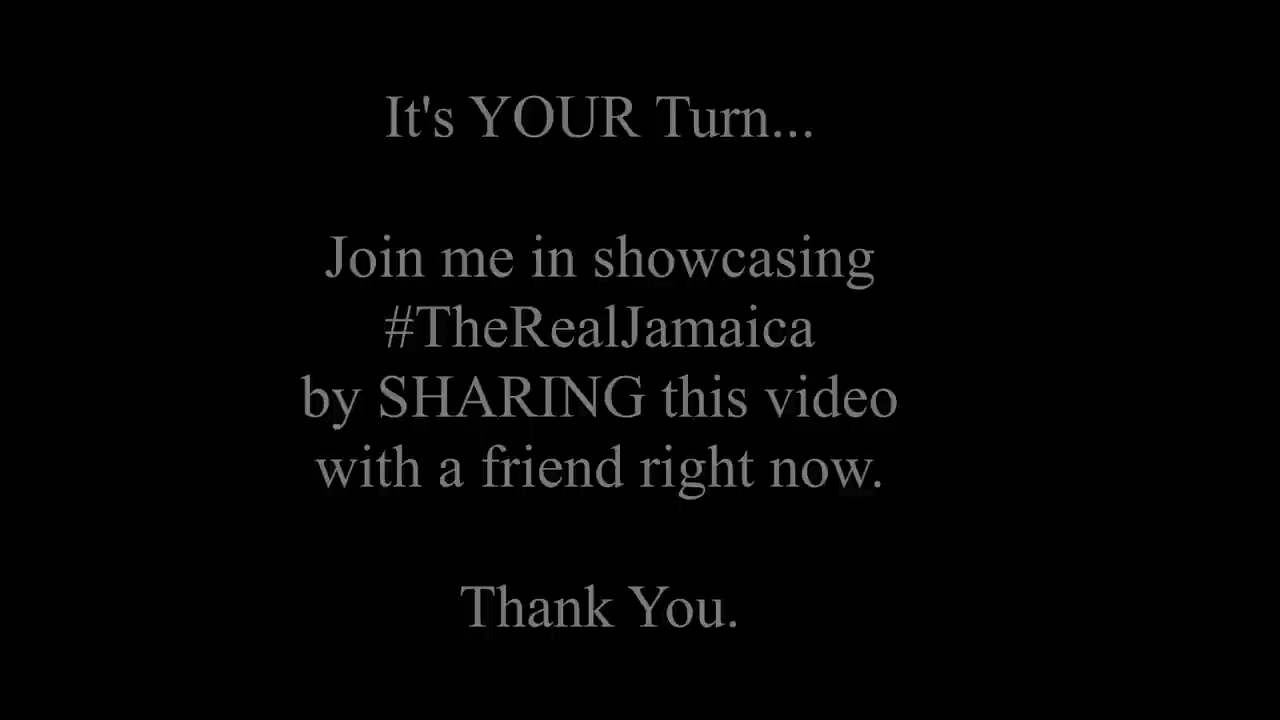 It's YOUR Turn...
Join me in showcasing
#TheRealJamaica
by SHARING this video
with a friend right now.
Thank You.